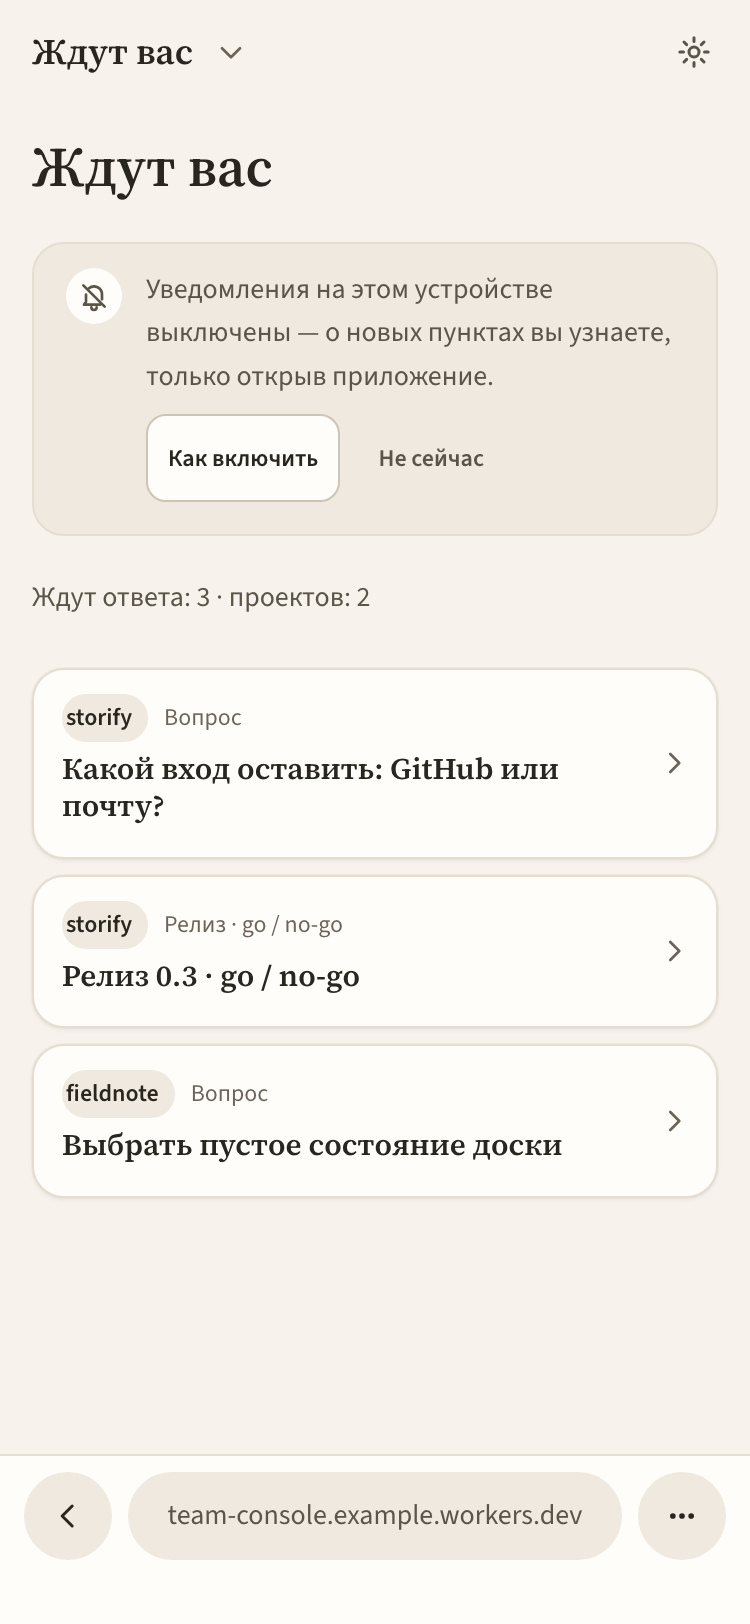 Ждут вас
Ждут вас
Уведомления на этом устройстве
выключены — о новых пунктах вы узнаете,
только открыв приложение.
Как включить
Не сейчас
Ждут ответа: 3 · проектов: 2
storify Вопрос
Какой вход оставить: GitHub или
почту?
storify Релиз · go / no-go
Релиз 0.3 · go / no-go
fieldnote Вопрос
Выбрать пустое состояние доски
team-console.example.workers.dev